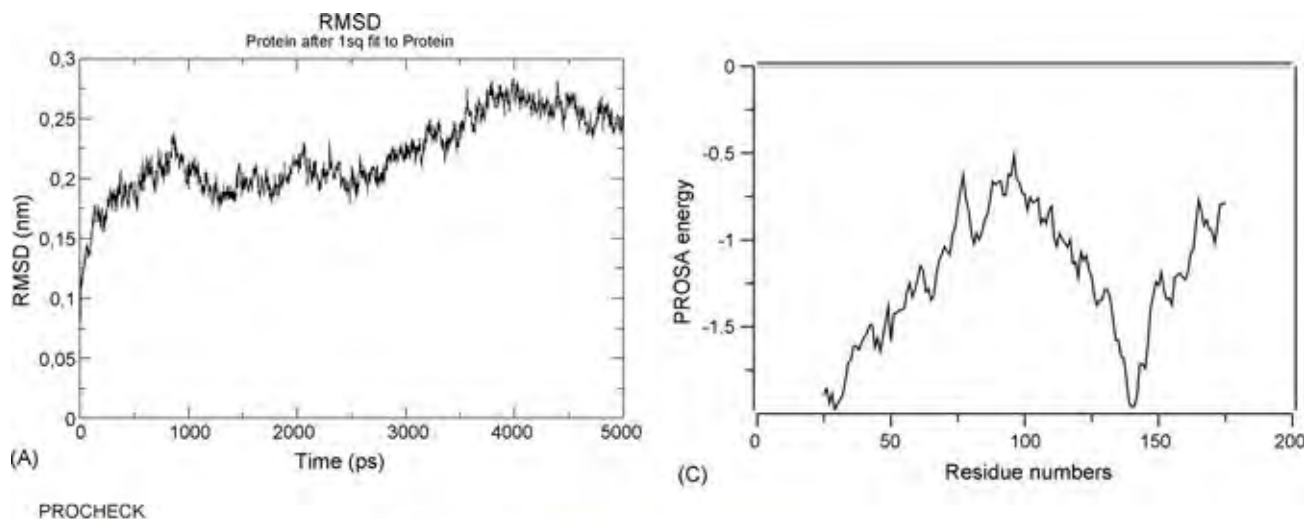 RMSD
Protein after 1sq fit to Protein
0,3
0,25
0,2
0,15
0,1
0,05
0
RMSD (nm)
0 1000 2000 3000 4000 5000
Time (ps)
(A)
0
-0.5
-1
-1.5
PROSA energy
0 50 100 150 200
Residue numbers
(C)
PROCHECK